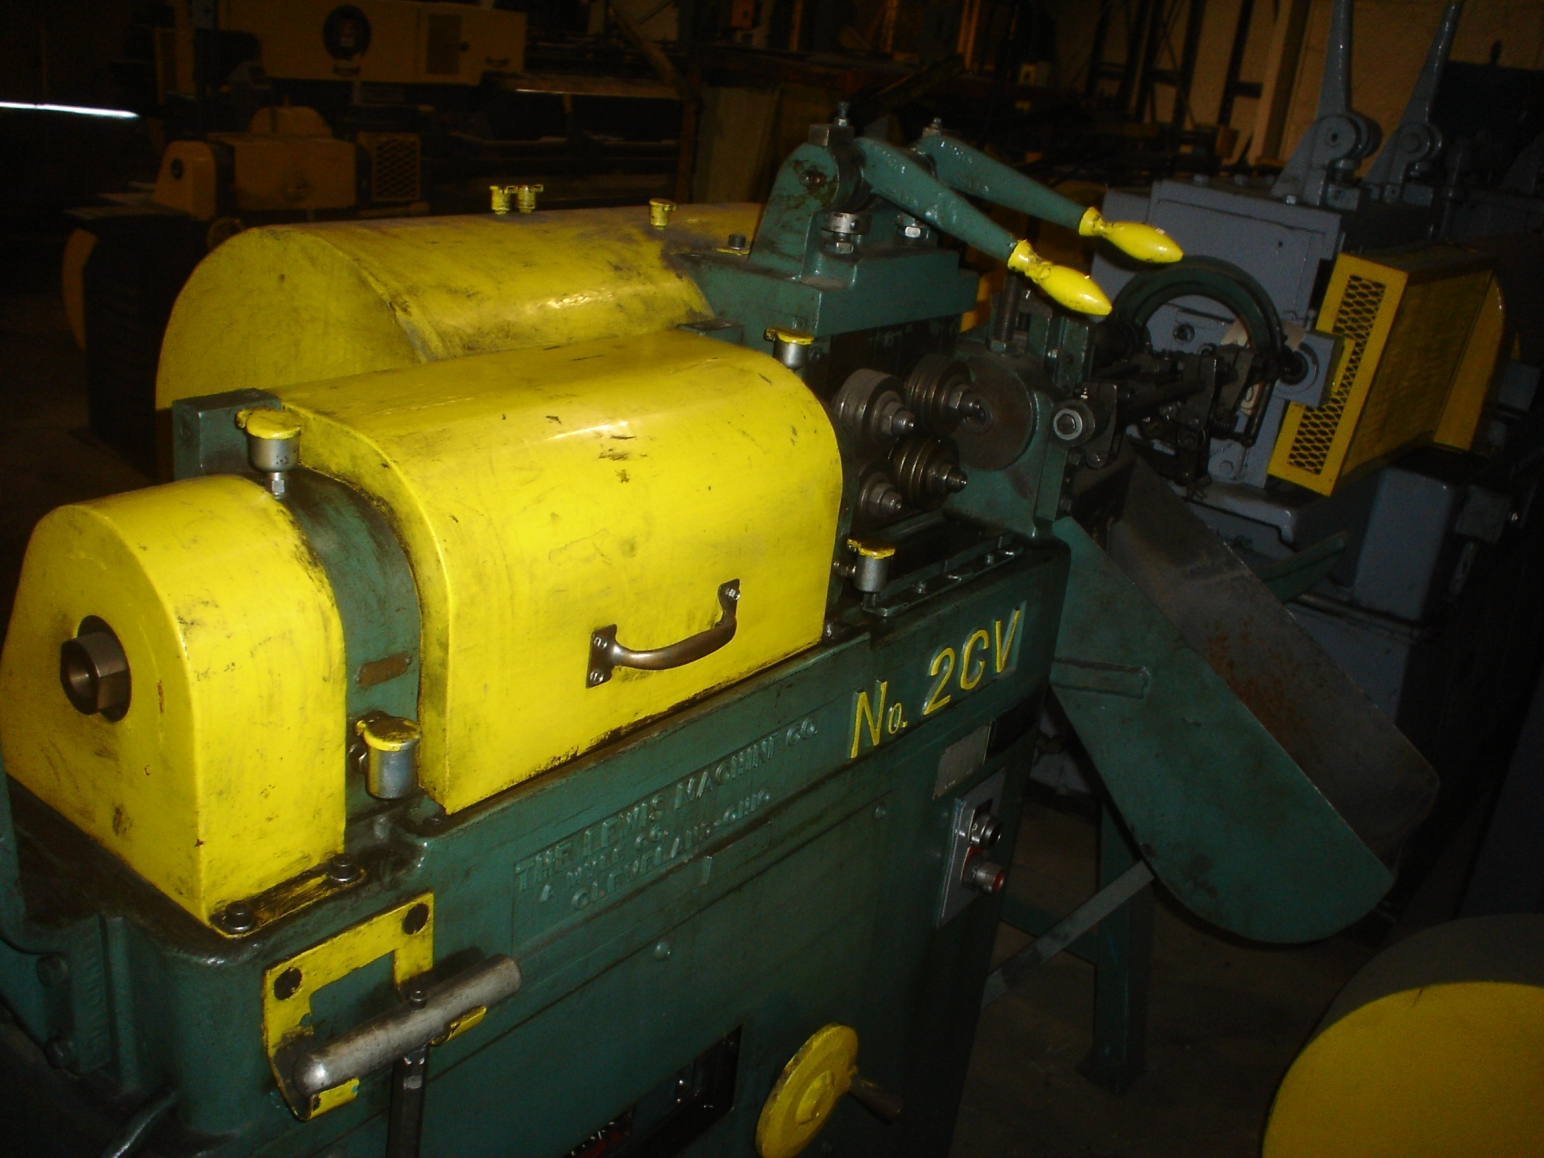 No. 2CV
THE LEWIS MACHINE CO.
CLEVELAND-OHIO.